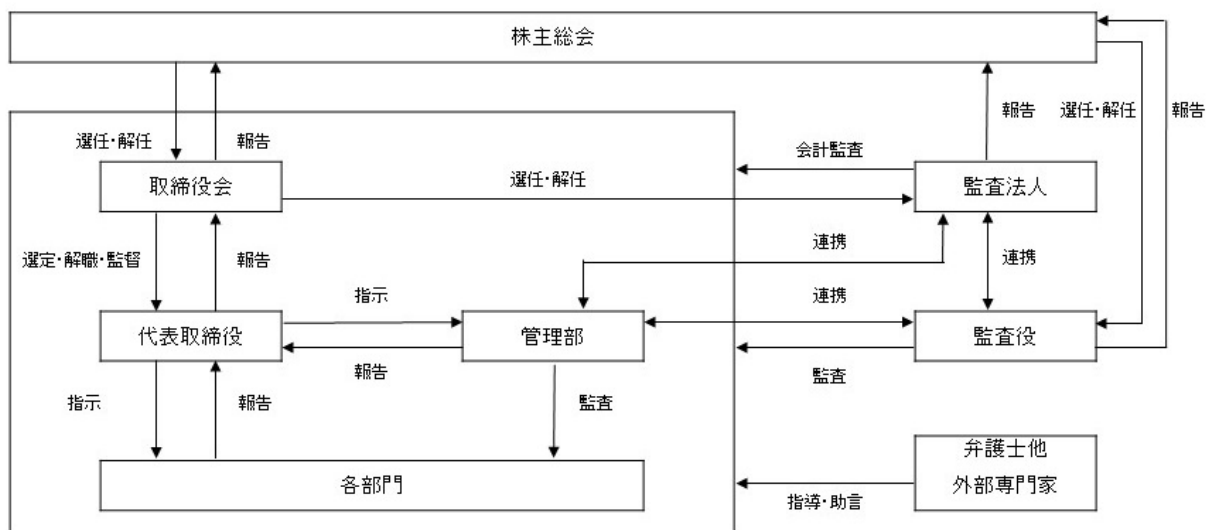 株主総会
選任・解任
報告
報告
選任・解任
報告
会計監査
取締役会
選任・解任
監査法人
選定・解職・監督
報告
連携
連携
指示
連携
代表取締役
管理部
監査役
報告
監査
指示
報告
監査
各部門
弁護士他
外部専門家
指導・助言